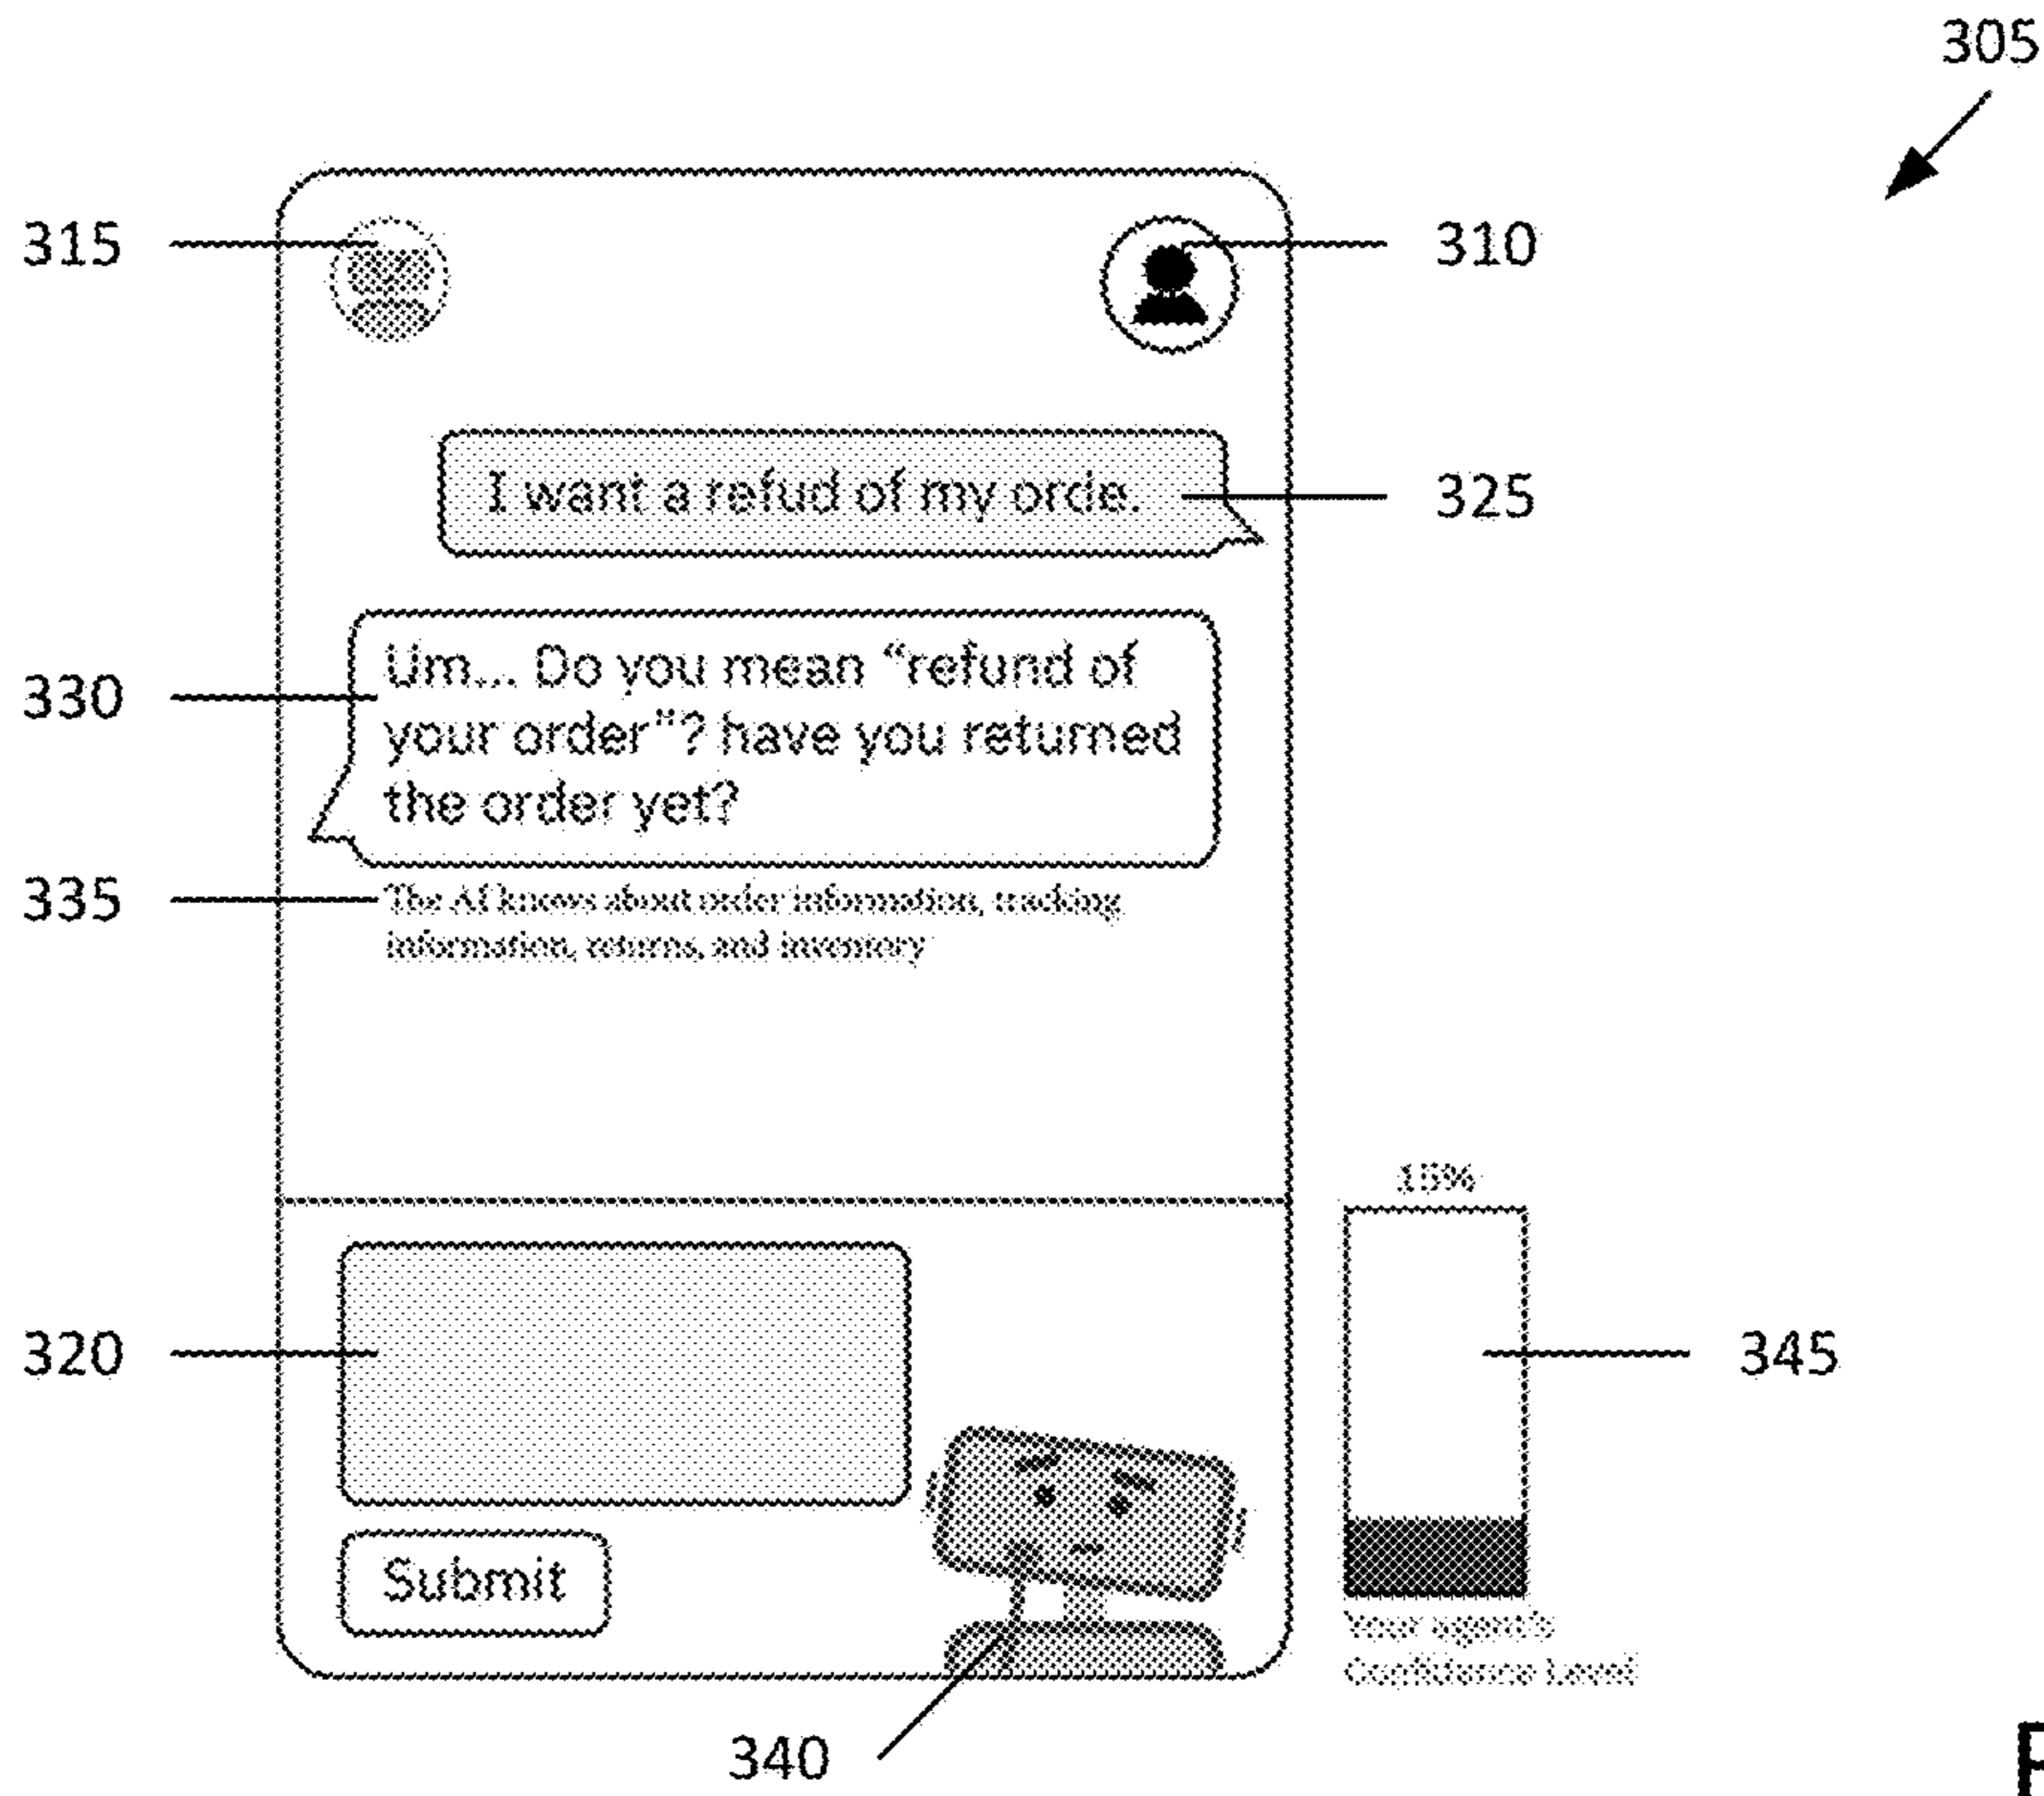 305
315
310
I want a refud of my orde.
325
Um... Do you mean "refund of
your order"? have you returned
the order yet?
330
335
The AI knows about order information, tracking
information, returns, and inventory
15%
320
345
Submit
Your agent's
Confidence Level
340